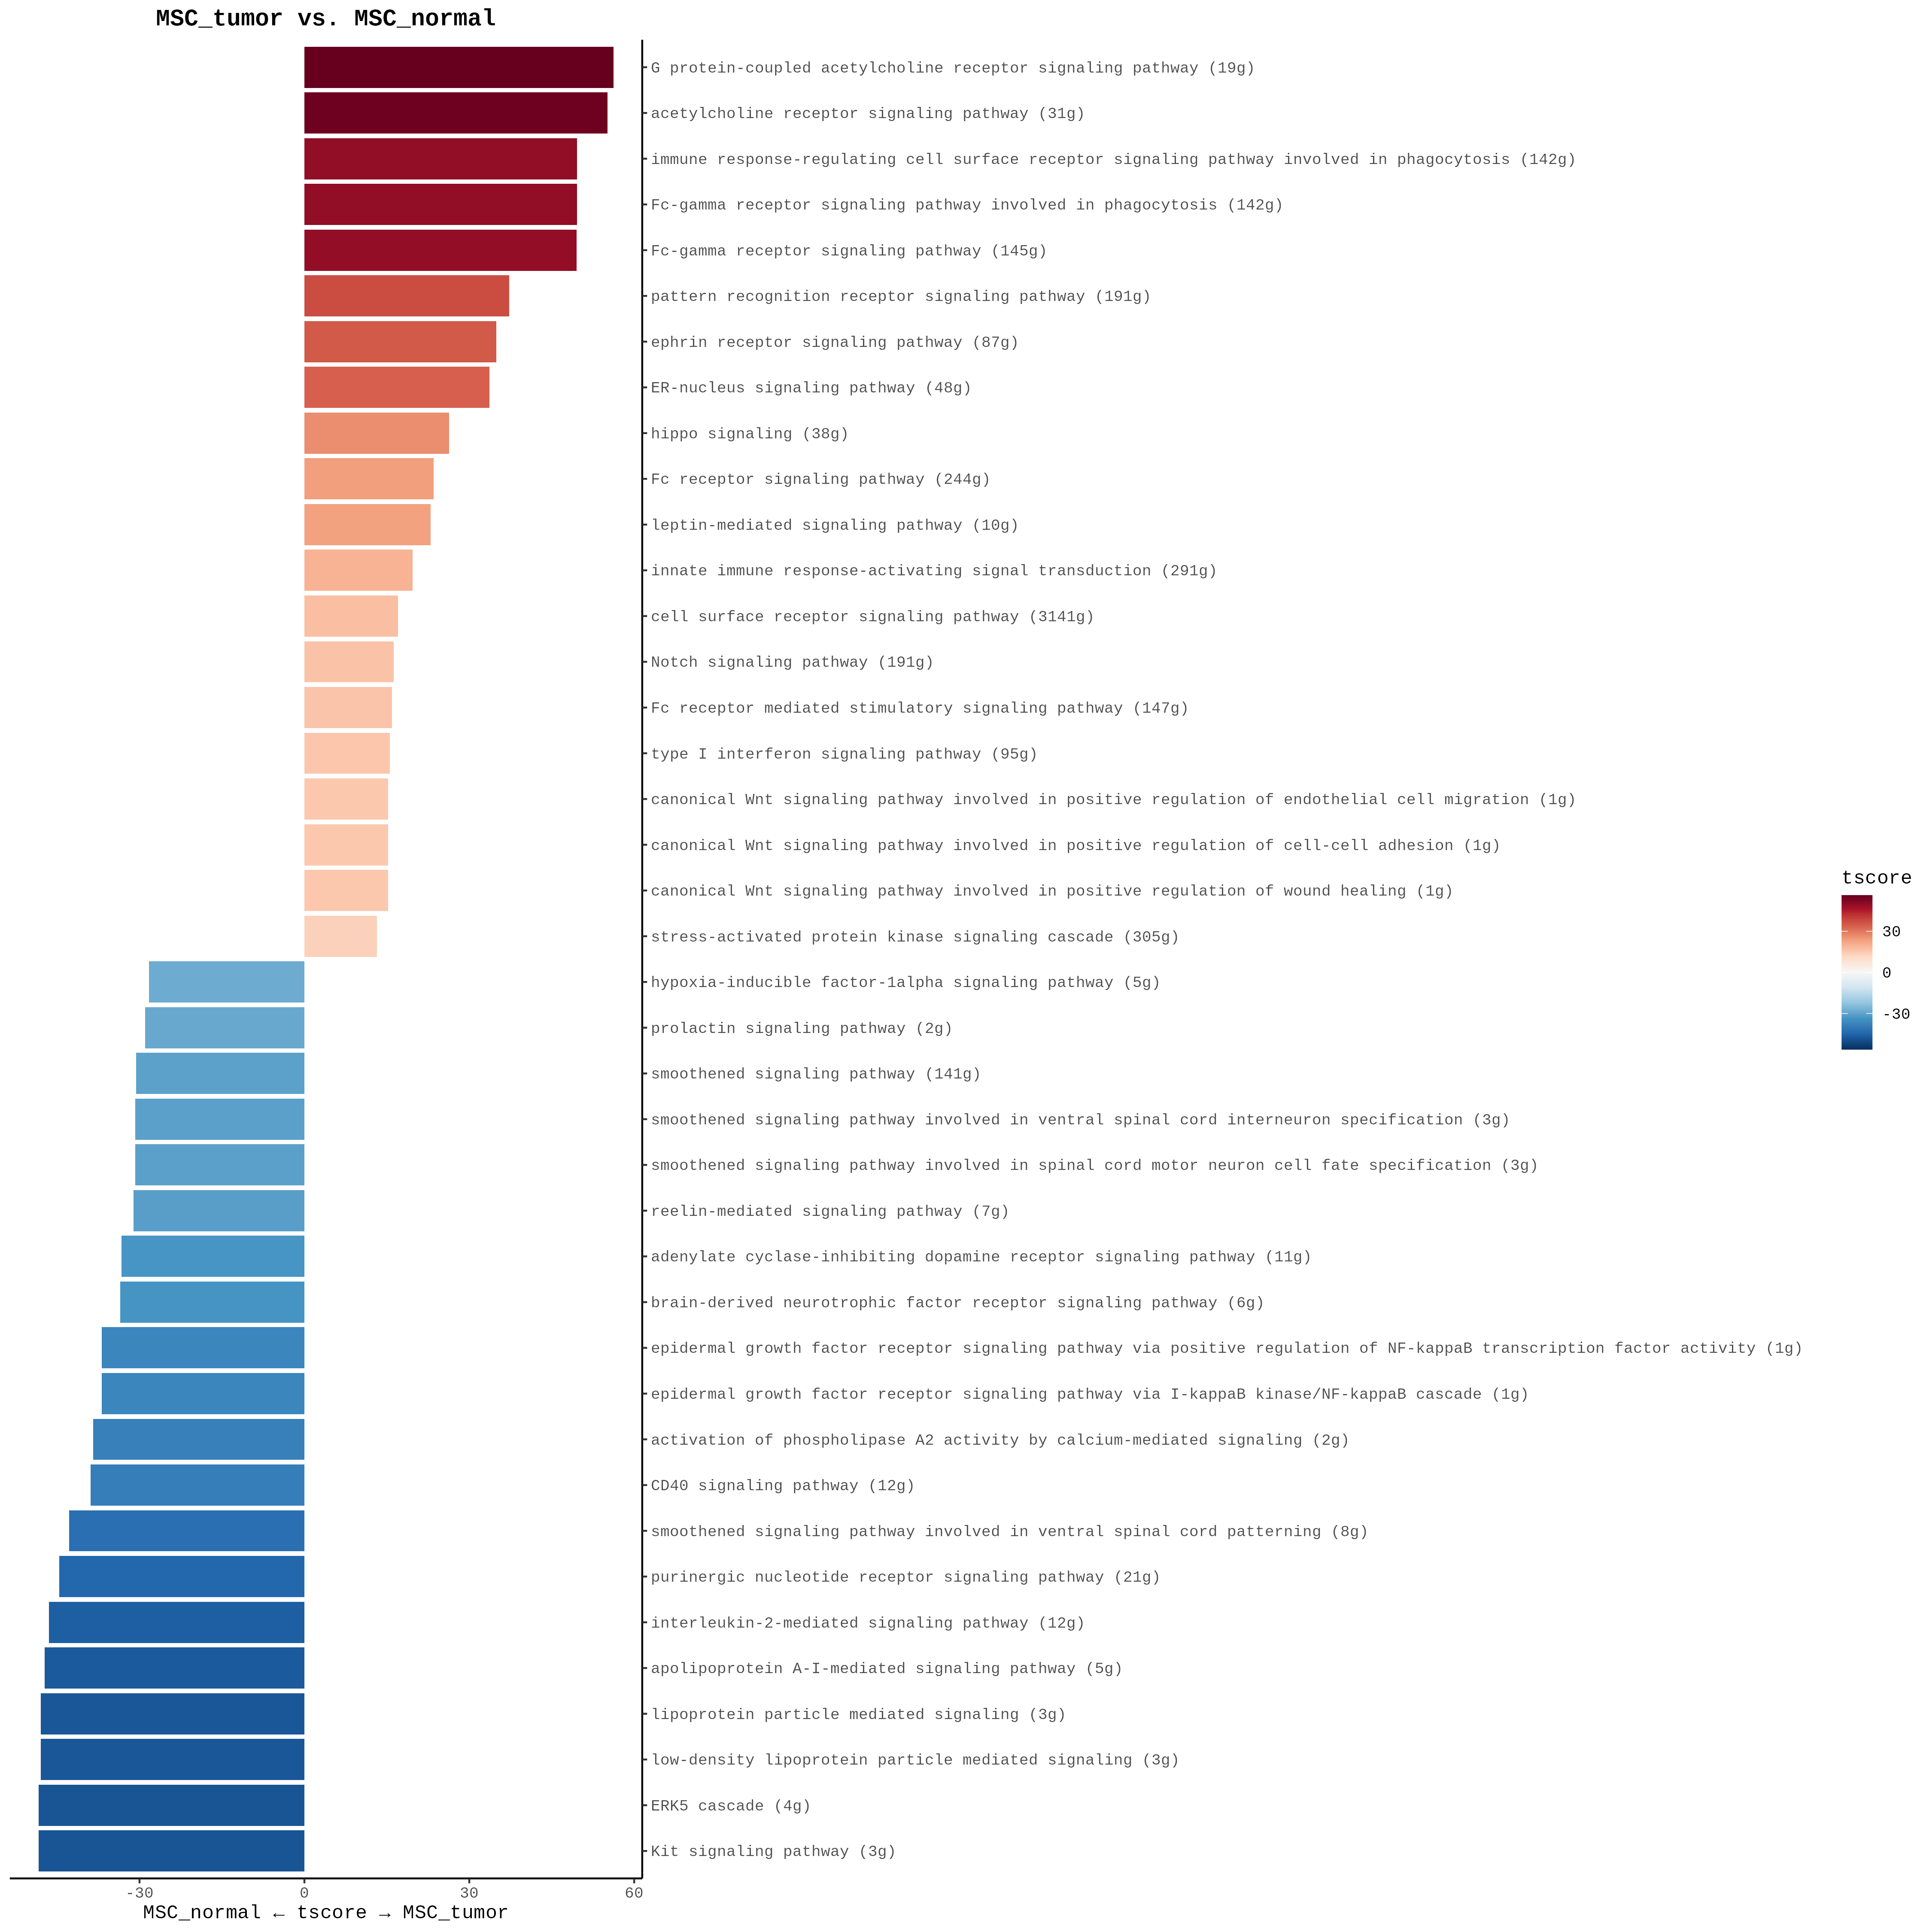 MSC_tumor vs. MSC_normal
G protein-coupled acetylcholine receptor signaling pathway (19g)
acetylcholine receptor signaling pathway (31g)
immune response-regulating cell surface receptor signaling pathway involved in phagocytosis (142g)
Fc-gamma receptor signaling pathway involved in phagocytosis (142g)
Fc-gamma receptor signaling pathway (145g)
pattern recognition receptor signaling pathway (191g)
ephrin receptor signaling pathway (87g)
ER-nucleus signaling pathway (48g)
hippo signaling (38g)
Fc receptor signaling pathway (244g)
leptin-mediated signaling pathway (10g)
innate immune response-activating signal transduction (291g)
cell surface receptor signaling pathway (3141g)
Notch signaling pathway (191g)
Fc receptor mediated stimulatory signaling pathway (147g)
type I interferon signaling pathway (95g)
canonical Wnt signaling pathway involved in positive regulation of endothelial cell migration (1g)
canonical Wnt signaling pathway involved in positive regulation of cell-cell adhesion (1g)
canonical Wnt signaling pathway involved in positive regulation of wound healing (1g)
stress-activated protein kinase signaling cascade (305g)
hypoxia-inducible factor-1alpha signaling pathway (5g)
prolactin signaling pathway (2g)
smoothened signaling pathway (141g)
smoothened signaling pathway involved in ventral spinal cord interneuron specification (3g)
smoothened signaling pathway involved in spinal cord motor neuron cell fate specification (3g)
reelin-mediated signaling pathway (7g)
adenylate cyclase-inhibiting dopamine receptor signaling pathway (11g)
brain-derived neurotrophic factor receptor signaling pathway (6g)
epidermal growth factor receptor signaling pathway via positive regulation of NF-kappaB transcription factor activity (1g)
epidermal growth factor receptor signaling pathway via I-kappaB kinase/NF-kappaB cascade (1g)
activation of phospholipase A2 activity by calcium-mediated signaling (2g)
CD40 signaling pathway (12g)
smoothened signaling pathway involved in ventral spinal cord patterning (8g)
purinergic nucleotide receptor signaling pathway (21g)
interleukin-2-mediated signaling pathway (12g)
apolipoprotein A-I-mediated signaling pathway (5g)
lipoprotein particle mediated signaling (3g)
low-density lipoprotein particle mediated signaling (3g)
ERK5 cascade (4g)
Kit signaling pathway (3g)
-30 0 30 60
MSC_normal ← tscore → MSC_tumor
tscore
30
0
-30